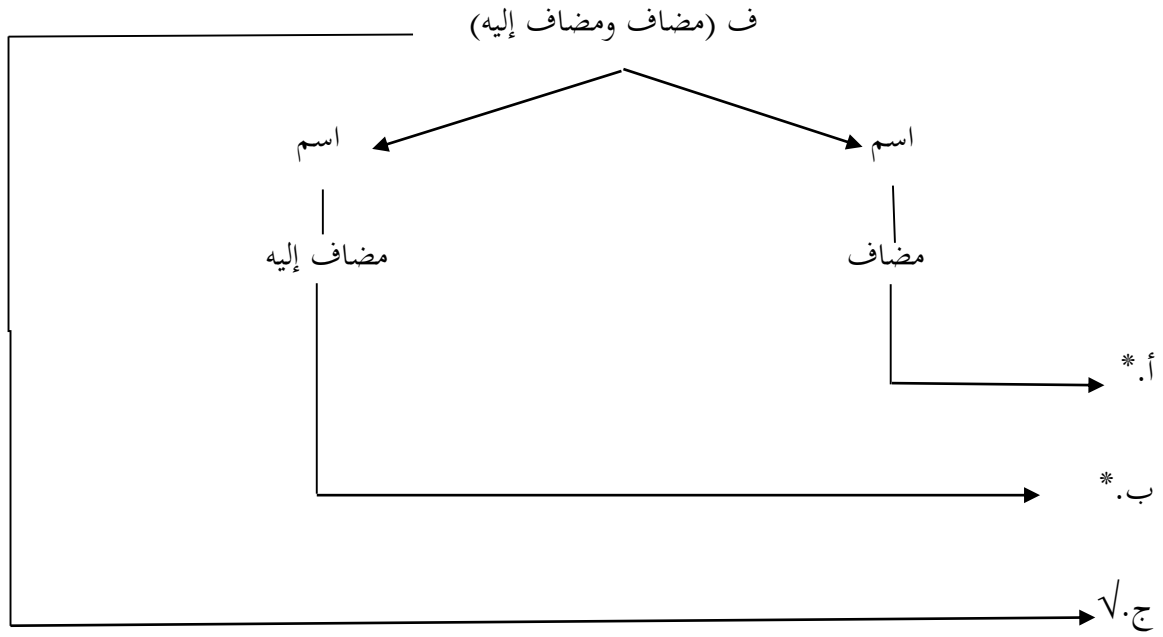 ف (مضاف ومضاف إليه)
اسم
اسم
مضاف
مضاف إليه
أ.*
ب.*
ج.√